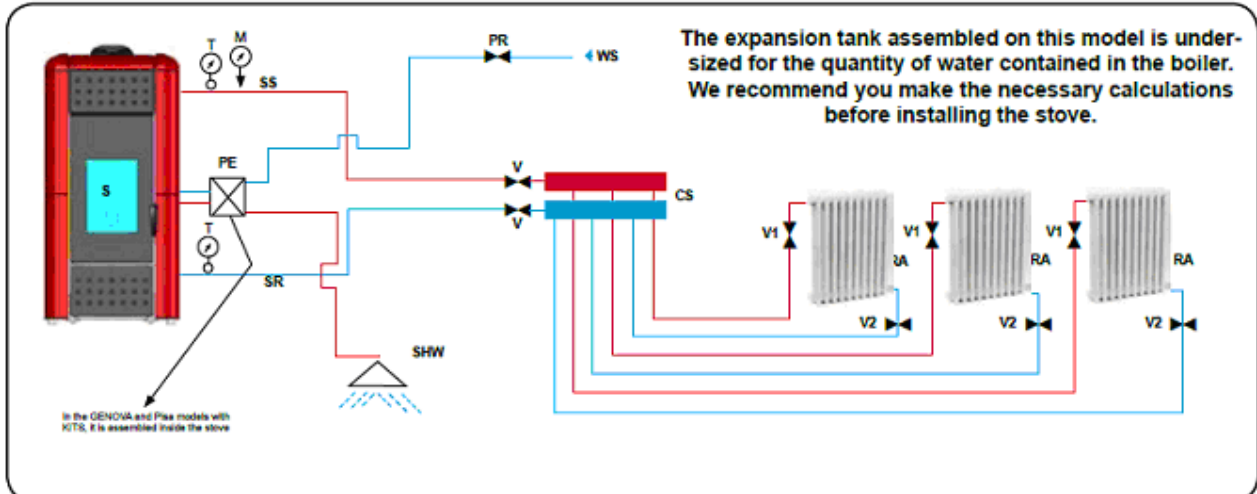 The expansion tank assembled on this model is under-
sized for the quantity of water contained in the boiler.
We recommend you make the necessary calculations
before installing the stove.
T
M
SS
PR
WS
PE
S
V
V
CS
T
SR
V1
RA
V2
V1
RA
V2
V1
RA
V2
SHW
In the GENOVA and Pisa models with
KITS, it is assembled inside the stove